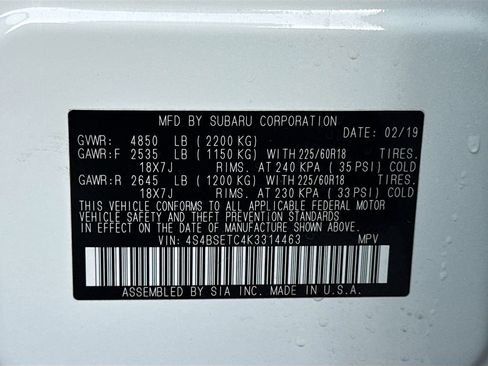 MFD BY SUBARU CORPORATION
DATE: 02/19
GVWR: 4850 LB (2200 KG)
GAWR:F 2535 LB (1150 KG) WITH 225/60R18 TIRES.
18X7J RIMS. AT 240 KPA (35 PSI) COLD
GAWR:R 2645 LB (1200 KG) WITH 225/60R18 TIRES.
18X7J RIMS. AT 230 KPA (33 PSI) COLD
THIS VEHICLE CONFORMS TO ALL APPLICABLE FEDERAL MOTOR
VEHICLE SAFETY AND THEFT PREVENTION STANDARDS
IN EFFECT ON THE DATE OF MANUFACTURE SHOWN ABOVE.
VIN: 4S4BSETC4K3314463 MPV
ASSEMBLED BY SIA INC. MADE IN U.S.A.